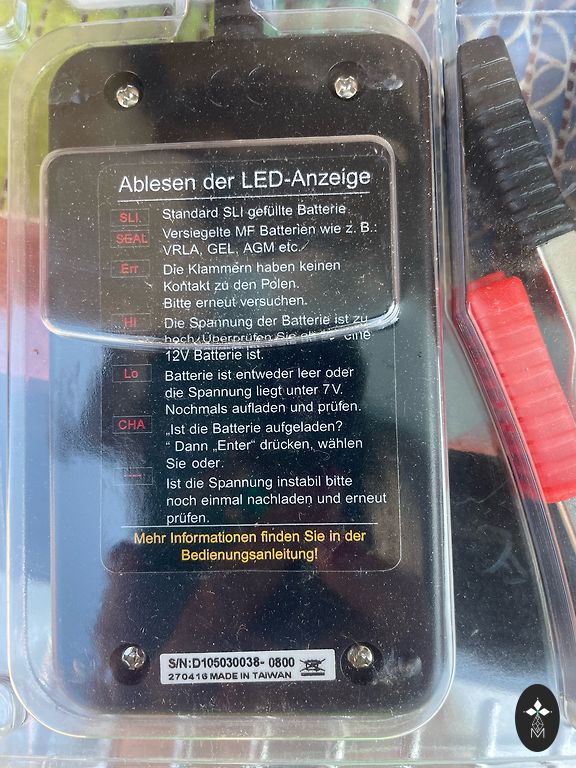 Ablesen der LED-Anzeige
SLI. Standard SLI gefüllte Batterie
SEAL Versiegelte MF Batterien wie z. B.:
VRLA, GEL, AGM etc.
Err Die Klammern haben keinen
Kontakt zu den Polen.
Bitte erneut versuchen.
HI Die Spannung der Batterie ist zu
hoch. Überprüfen Sie eine
12V Batterie ist.
Lo Batterie ist entweder leer oder
die Spannung liegt unter 7V.
Nochmals aufladen und prüfen.
CHA „Ist die Batterie aufgeladen?
“ Dann „Enter“ drücken, wählen
Sie oder.
Ist die Spannung instabil bitte
noch einmal nachladen und erneut
prüfen.
Mehr Informationen finden Sie in der
Bedienungsanleitung!
S/N:D105030038- 0800
270416 MADE IN TAIWAN
M